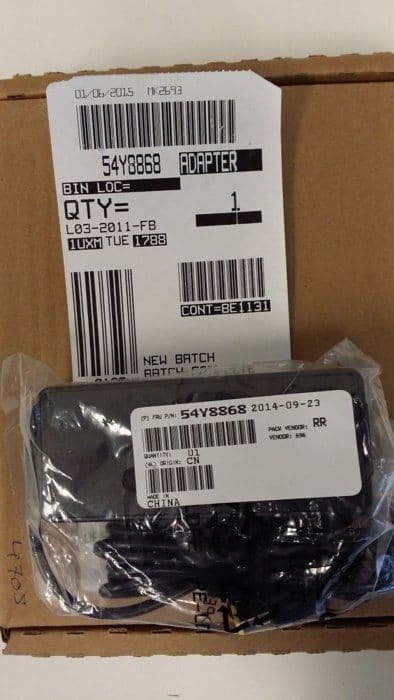 01/06/2015 MK2693
54Y8868 ADAPTER
BIN LOC=
QTY= 1
L03-2011-FB
1UXM TUE 1788
CONT=BE1131
NEW BATCH
BATCH
(P) FRU P/N: 54Y8868 2014-09-23
PACK VENDOR: RR
VENDOR: 696
QUANTITY: 01
(4L) ORIGIN: CN
MADE IN
CHINA
4703